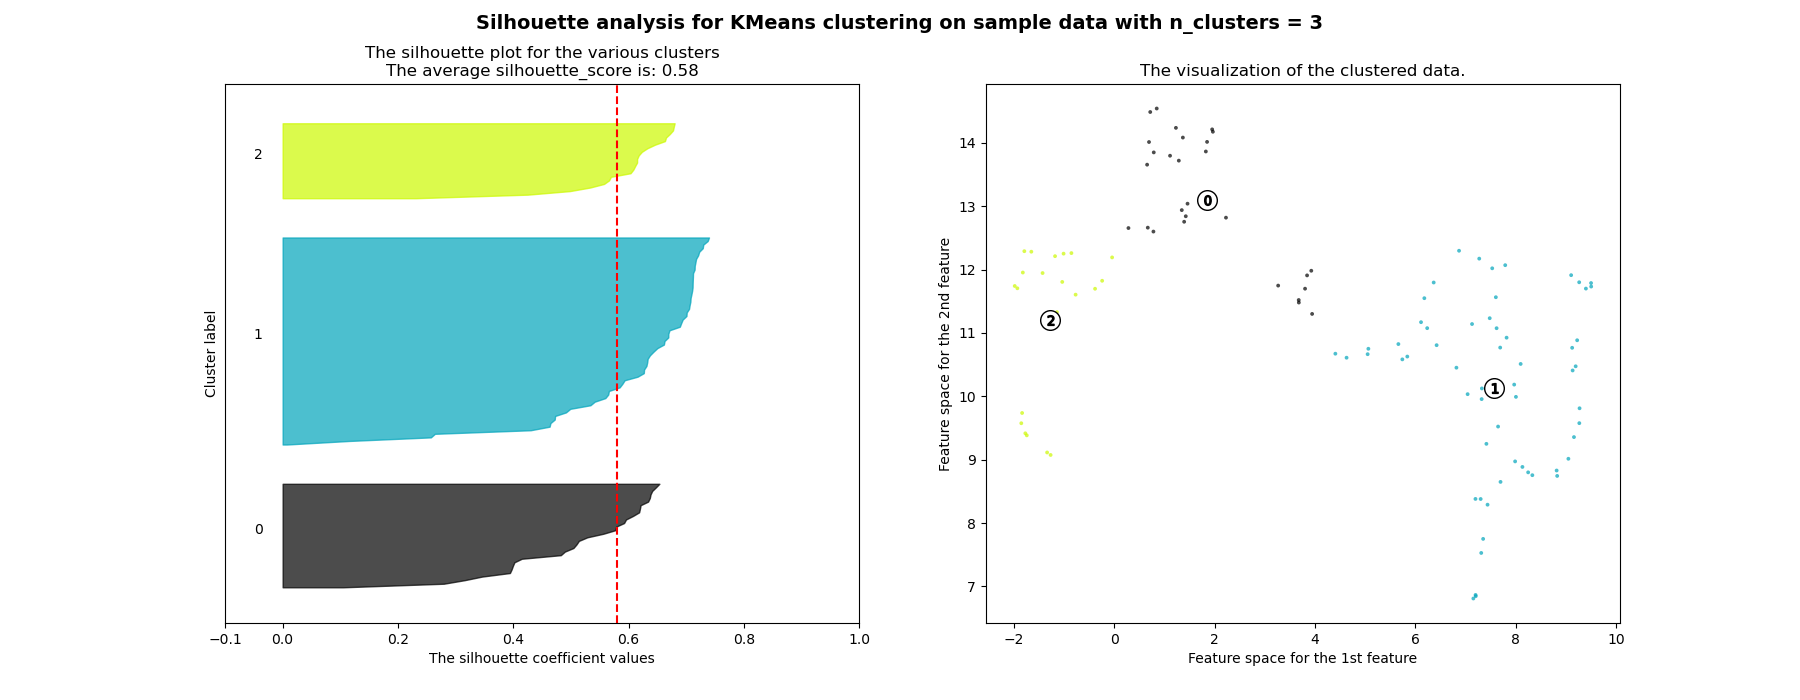 Silhouette analysis for KMeans clustering on sample data with n_clusters = 3
The silhouette plot for the various clusters
The average silhouette_score is: 0.58
2
1
0
Cluster label
−0.1 0.0 0.2 0.4 0.6 0.8 1.0
The silhouette coefficient values
The visualization of the clustered data.
14
13
12
11
10
9
8
7
Feature space for the 2nd feature
0
2
1
−2 0 2 4 6 8 10
Feature space for the 1st feature